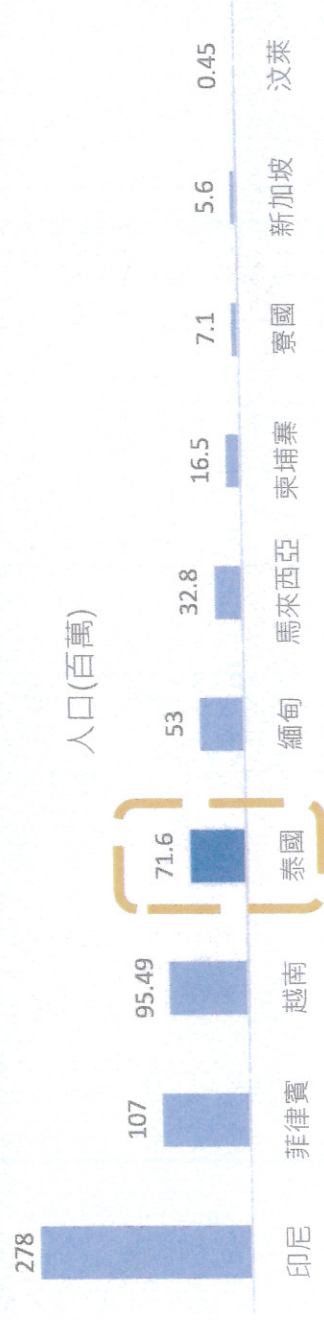 人口(百萬)
278
107
95.49
71.6
53
32.8
16.5
7.1
5.6
0.45
印尼
菲律賓
越南
泰國
緬甸
馬來西亞
柬埔寨
寮國
新加坡
汶萊